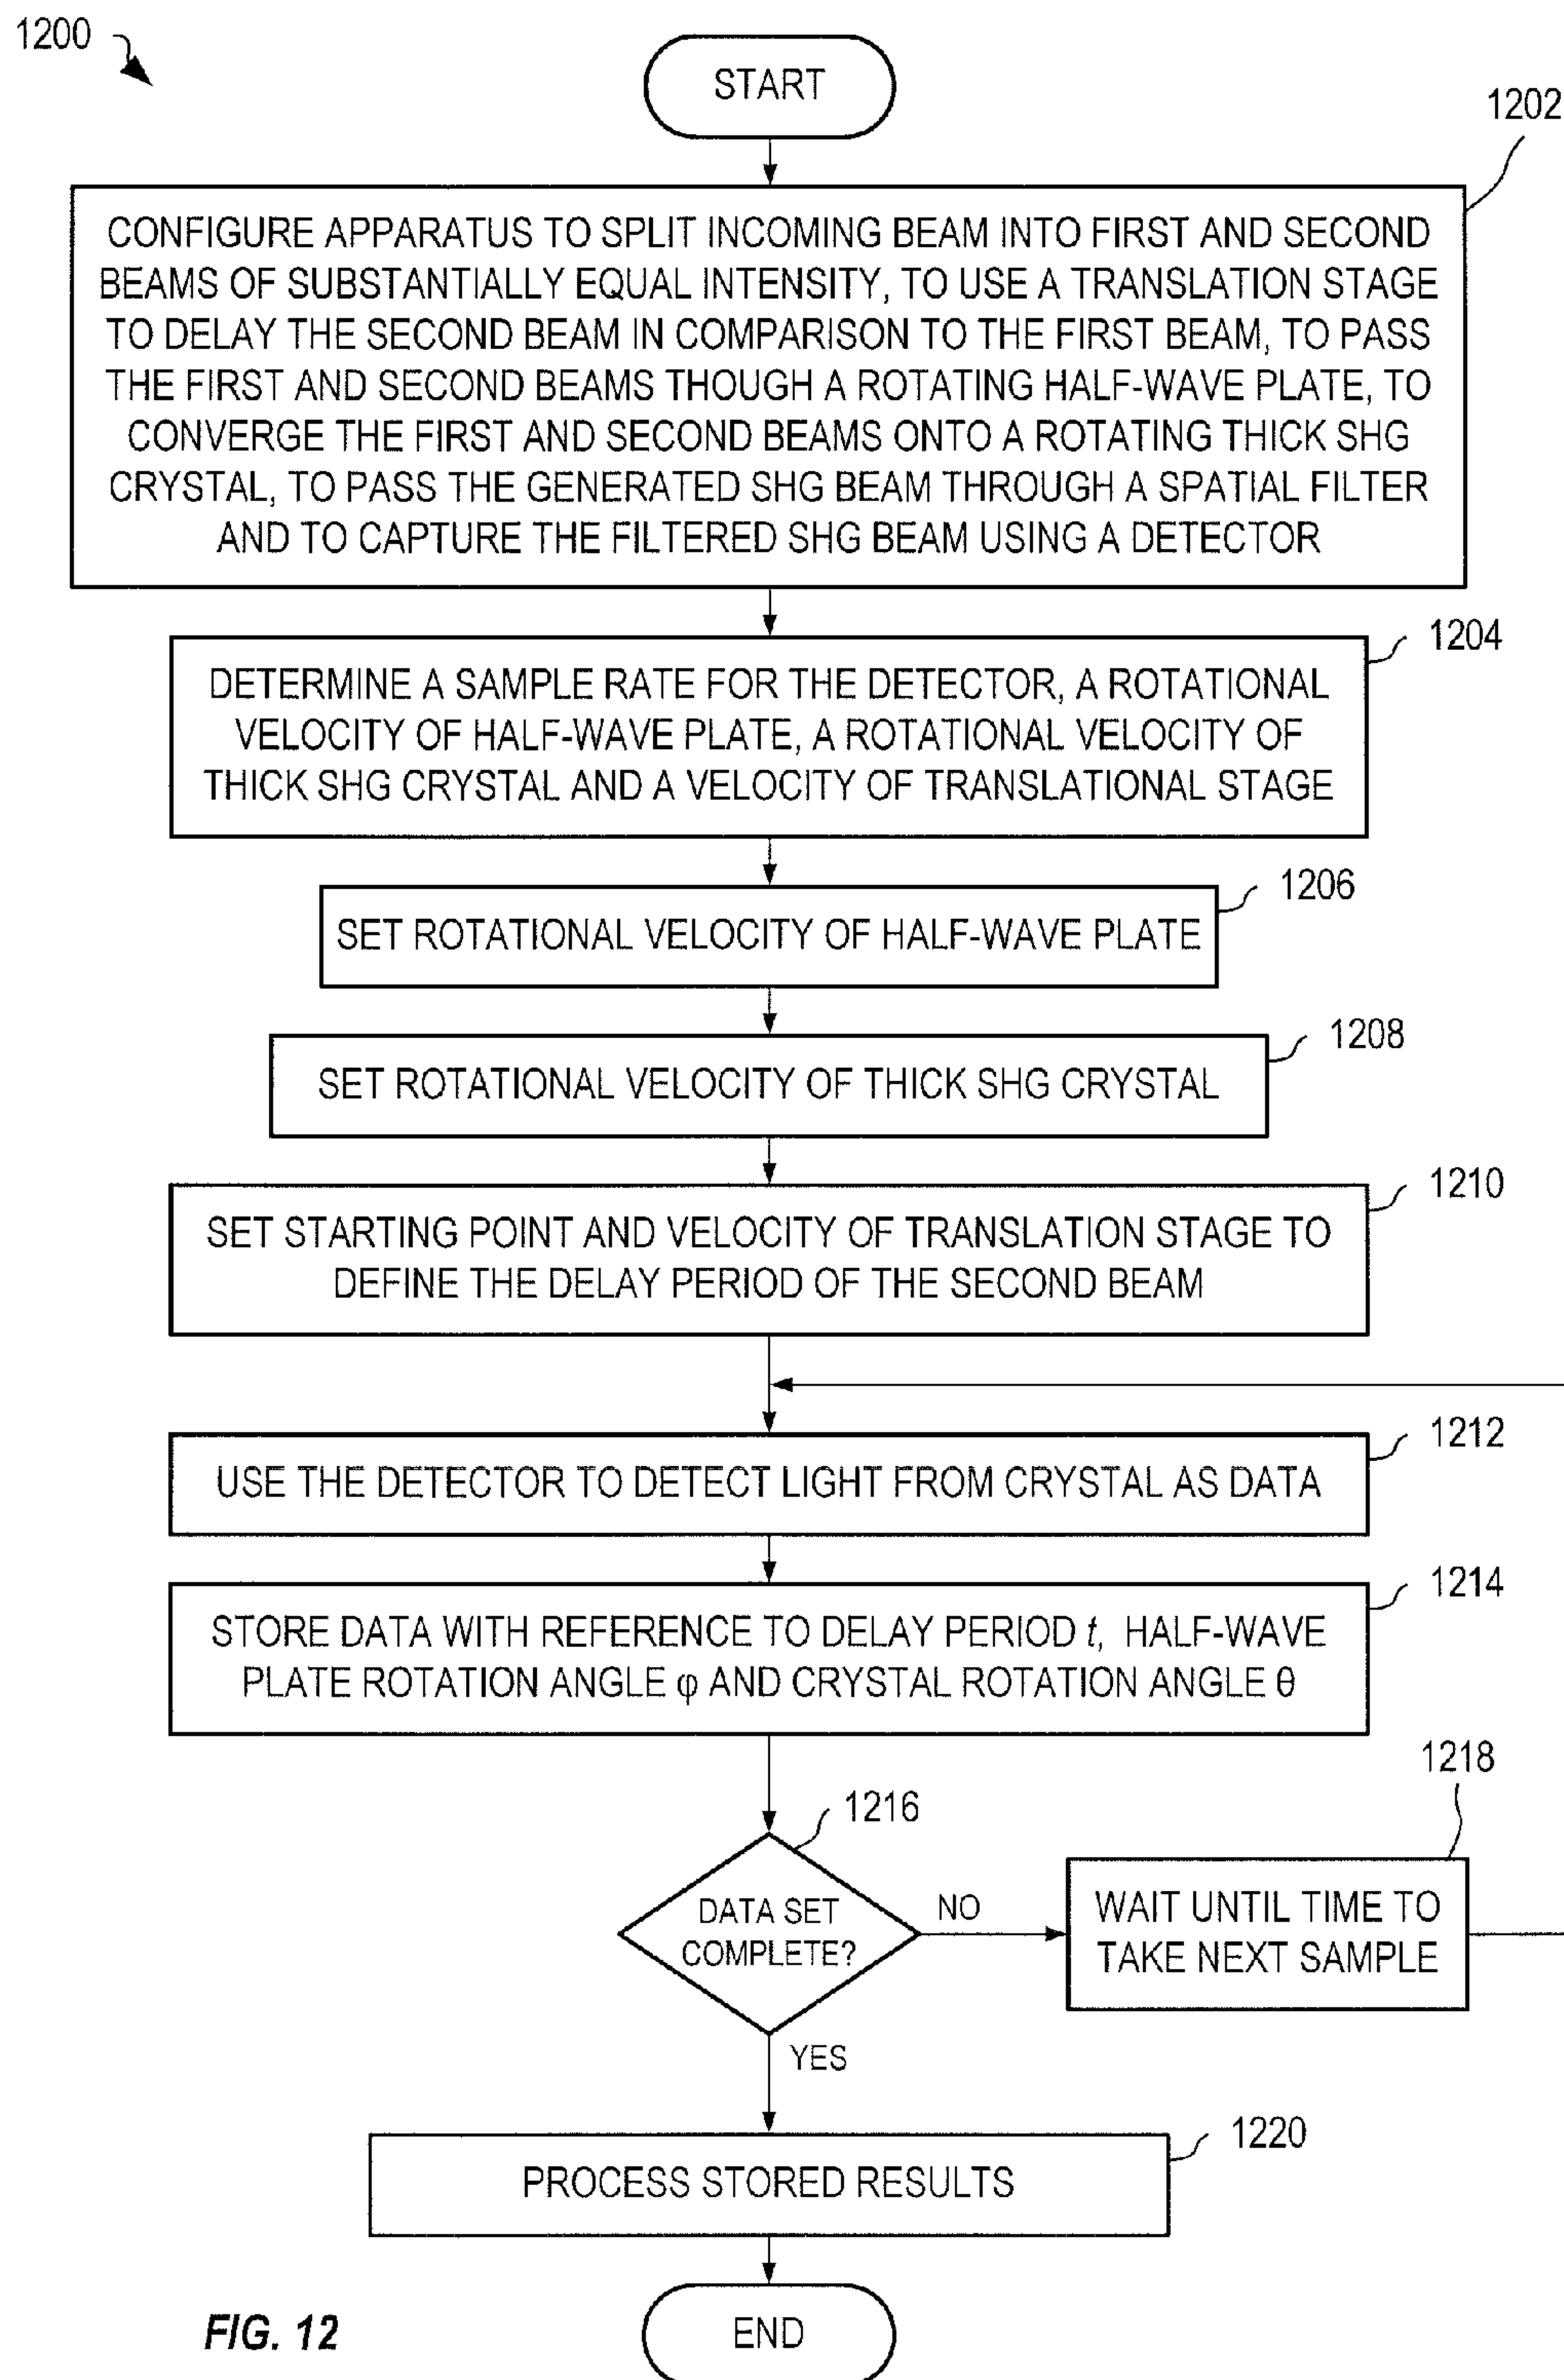 1200
START
1202
CONFIGURE APPARATUS TO SPLIT INCOMING BEAM INTO FIRST AND SECOND
BEAMS OF SUBSTANTIALLY EQUAL INTENSITY, TO USE A TRANSLATION STAGE
TO DELAY THE SECOND BEAM IN COMPARISON TO THE FIRST BEAM, TO PASS
THE FIRST AND SECOND BEAMS THOUGH A ROTATING HALF-WAVE PLATE, TO
CONVERGE THE FIRST AND SECOND BEAMS ONTO A ROTATING THICK SHG
CRYSTAL, TO PASS THE GENERATED SHG BEAM THROUGH A SPATIAL FILTER
AND TO CAPTURE THE FILTERED SHG BEAM USING A DETECTOR
1204
DETERMINE A SAMPLE RATE FOR THE DETECTOR, A ROTATIONAL
VELOCITY OF HALF-WAVE PLATE, A ROTATIONAL VELOCITY OF
THICK SHG CRYSTAL AND A VELOCITY OF TRANSLATIONAL STAGE
1206
SET ROTATIONAL VELOCITY OF HALF-WAVE PLATE
1208
SET ROTATIONAL VELOCITY OF THICK SHG CRYSTAL
1210
SET STARTING POINT AND VELOCITY OF TRANSLATION STAGE TO
DEFINE THE DELAY PERIOD OF THE SECOND BEAM
1212
USE THE DETECTOR TO DETECT LIGHT FROM CRYSTAL AS DATA
1214
STORE DATA WITH REFERENCE TO DELAY PERIOD t, HALF-WAVE
PLATE ROTATION ANGLE φ AND CRYSTAL ROTATION ANGLE θ
1216
DATA SET
COMPLETE?
NO
1218
WAIT UNTIL TIME TO
TAKE NEXT SAMPLE
YES
1220
PROCESS STORED RESULTS
END
FIG. 12